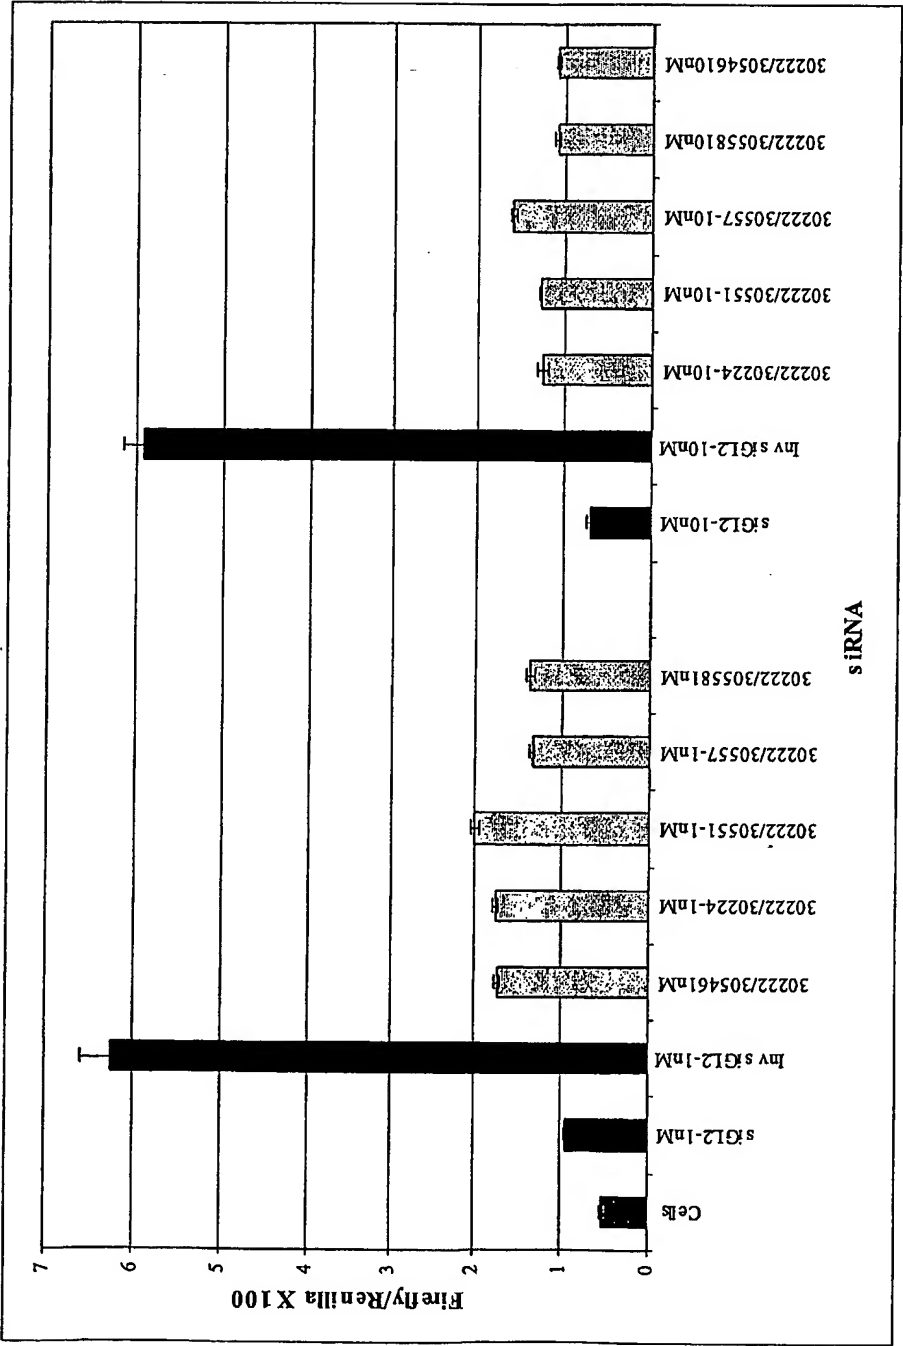 Firefly/Renilla X 100
7
6
5
4
3
2
1
0
Cells
siGL2-1nM
Inv siGL2-1nM
30222/305461nM
30222/30224-1nM
30222/30551-1nM
30222/30557-1nM
30222/305581nM
siGL2-10nM
Inv siGL2-10nM
30222/30224-10nM
30222/30551-10nM
30222/30557-10nM
30222/3055810nM
30222/3054610nM
siRNA